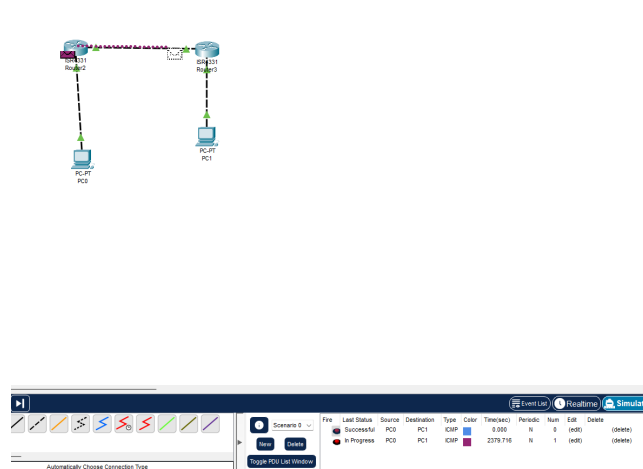 ISR4331
Router2
ISR4331
Router3
PC-PT
PC1
PC-PT
PC0
Event List
Realtime
Simulat
Scenario 0
New
Delete
Toggle PDU List Window
Fire Last Status Source Destination Type Color Time(sec) Periodic Num Edit Delete
Successful PC0 PC1 ICMP 0.000 N 0 (edit) (delete)
In Progress PC0 PC1 ICMP 2379.716 N 1 (edit) (delete)
Automatically Choose Connection Type